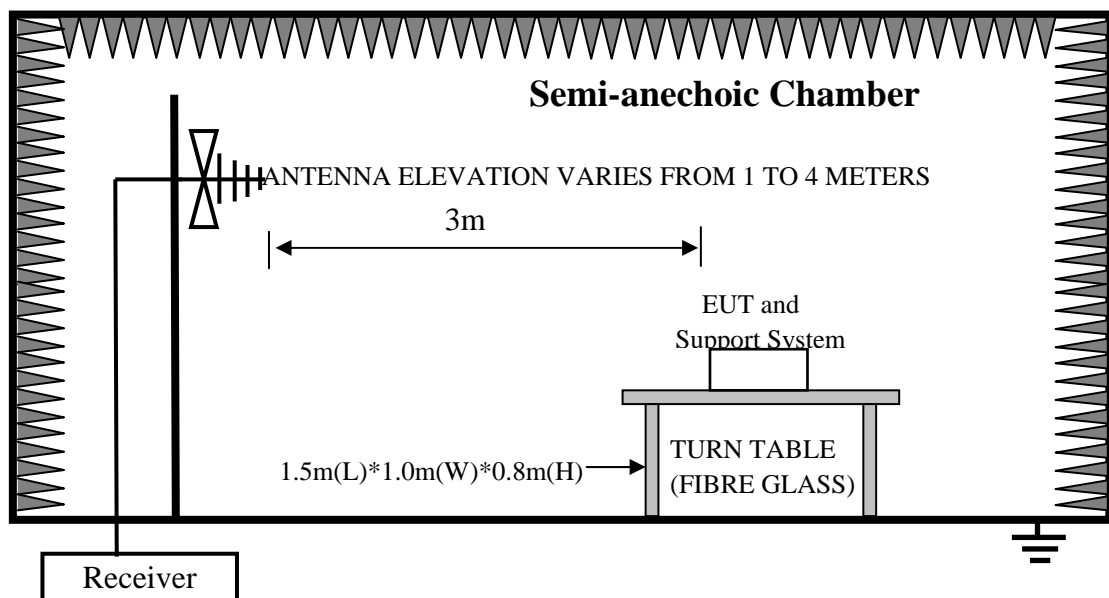 Semi-anechoic Chamber
ANTENNA ELEVATION VARIES FROM 1 TO 4 METERS
3m
EUT and
Support System
1.5m(L)*1.0m(W)*0.8m(H)
TURN TABLE
(FIBRE GLASS)
Receiver